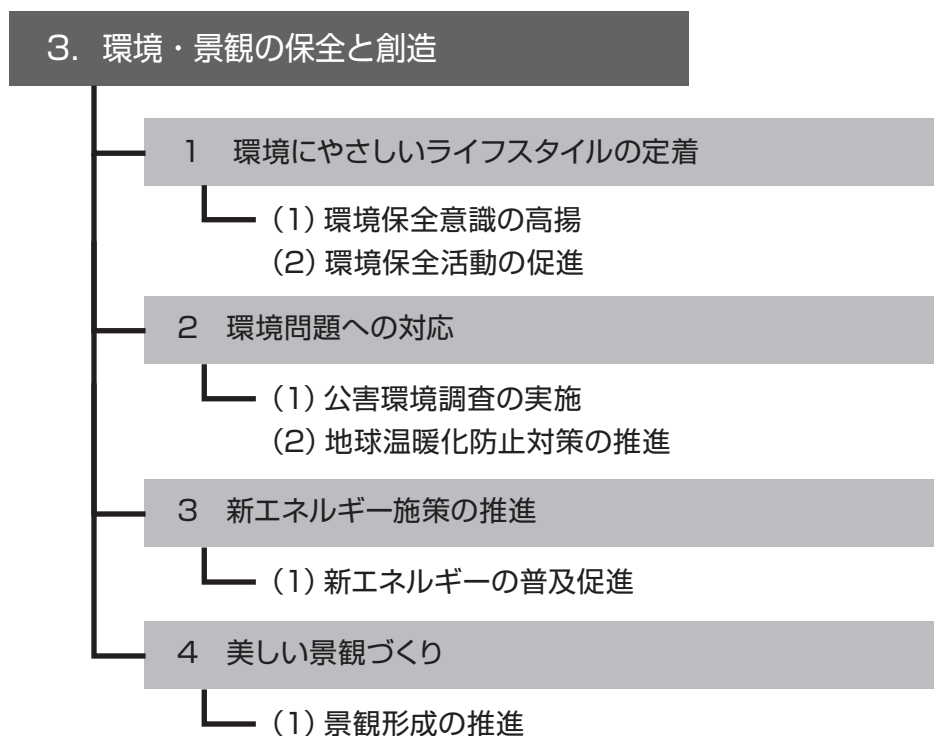 3．環境・景観の保全と創造
1　環境にやさしいライフスタイルの定着
（1）環境保全意識の高揚
（2）環境保全活動の促進
2　環境問題への対応
（1）公害環境調査の実施
（2）地球温暖化防止対策の推進
3　新エネルギー施策の推進
（1）新エネルギーの普及促進
4　美しい景観づくり
（1）景観形成の推進